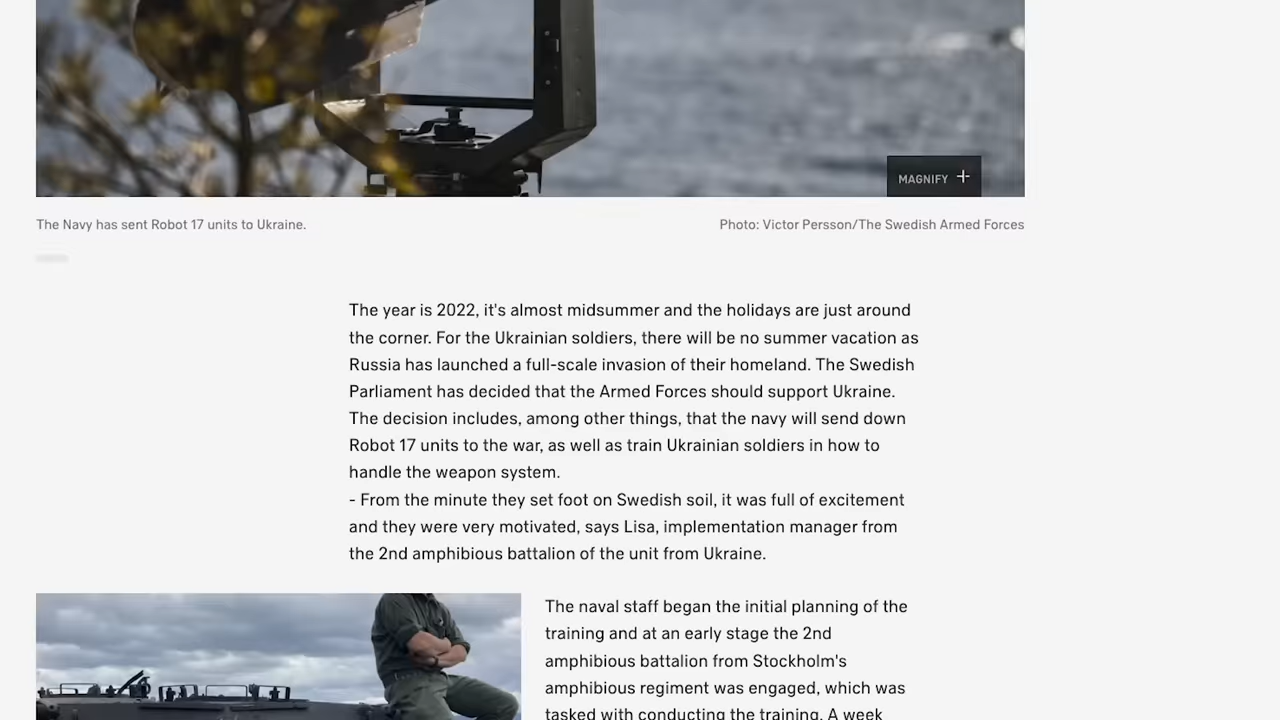 MAGNIFY +
The Navy has sent Robot 17 units to Ukraine.
Photo: Victor Persson/The Swedish Armed Forces
The year is 2022, it's almost midsummer and the holidays are just around
the corner. For the Ukrainian soldiers, there will be no summer vacation as
Russia has launched a full-scale invasion of their homeland. The Swedish
Parliament has decided that the Armed Forces should support Ukraine.
The decision includes, among other things, that the navy will send down
Robot 17 units to the war, as well as train Ukrainian soldiers in how to
handle the weapon system.
- From the minute they set foot on Swedish soil, it was full of excitement
and they were very motivated, says Lisa, implementation manager from
the 2nd amphibious battalion of the unit from Ukraine.
The naval staff began the initial planning of the
training and at an early stage the 2nd
amphibious battalion from Stockholm's
amphibious regiment was engaged, which was
tasked with conducting the training. A week